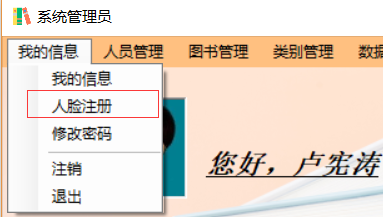 系统管理员
我的信息 人员管理 图书管理 类别管理 数据
我的信息
人脸注册
修改密码
注销
退出
您好，卢宪涛